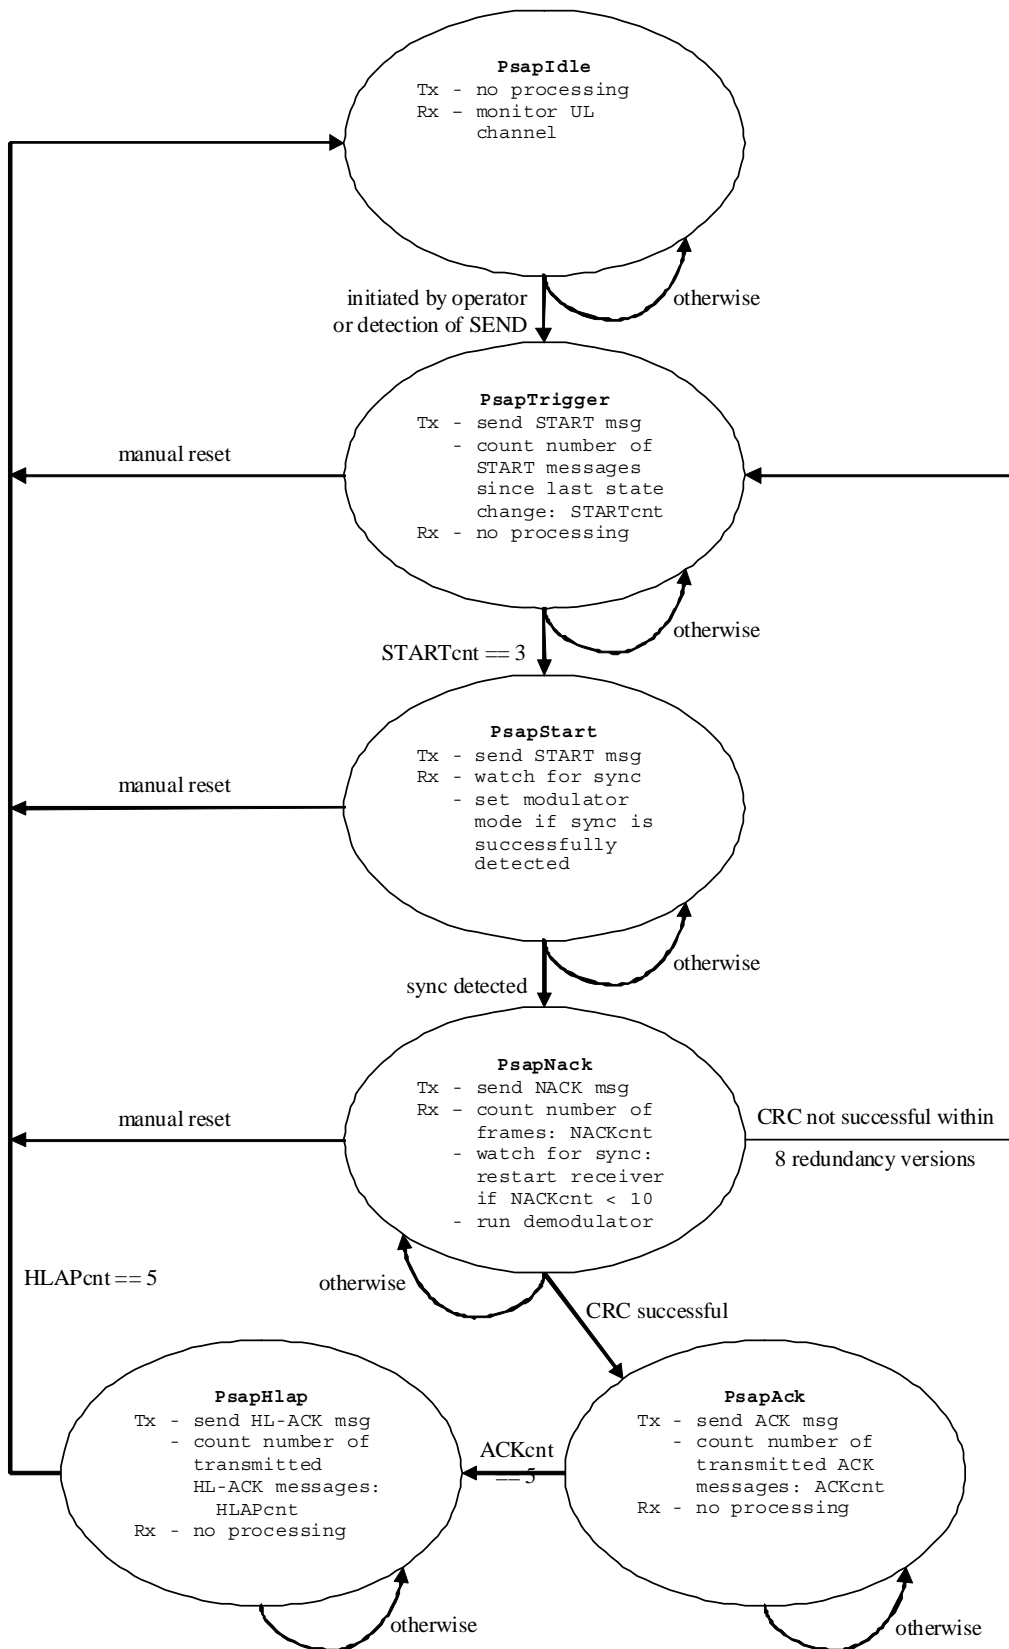 PsapIdle
Tx - no processing
Rx - monitor UL
channel
otherwise
initiated by operator
or detection of SEND
PsapTrigger
Tx - send START msg
- count number of
START messages
since last state
change: STARTcnt
Rx - no processing
manual reset
otherwise
STARTcnt == 3
PsapStart
Tx - send START msg
Rx - watch for sync
- set modulator
mode if sync is
successfully
detected
manual reset
otherwise
sync detected
PsapNack
Tx - send NACK msg
Rx - count number of
frames: NACKcnt
- watch for sync:
restart receiver
if NACKcnt < 10
- run demodulator
manual reset
CRC not successful within
8 redundancy versions
otherwise
HLAPcnt == 5
CRC successful
PsapHlap
Tx - send HL-ACK msg
- count number of
transmitted
HL-ACK messages:
HLAPcnt
Rx - no processing
ACKcnt
== 5
PsapAck
Tx - send ACK msg
- count number of
transmitted ACK
messages: ACKcnt
Rx - no processing
otherwise
otherwise